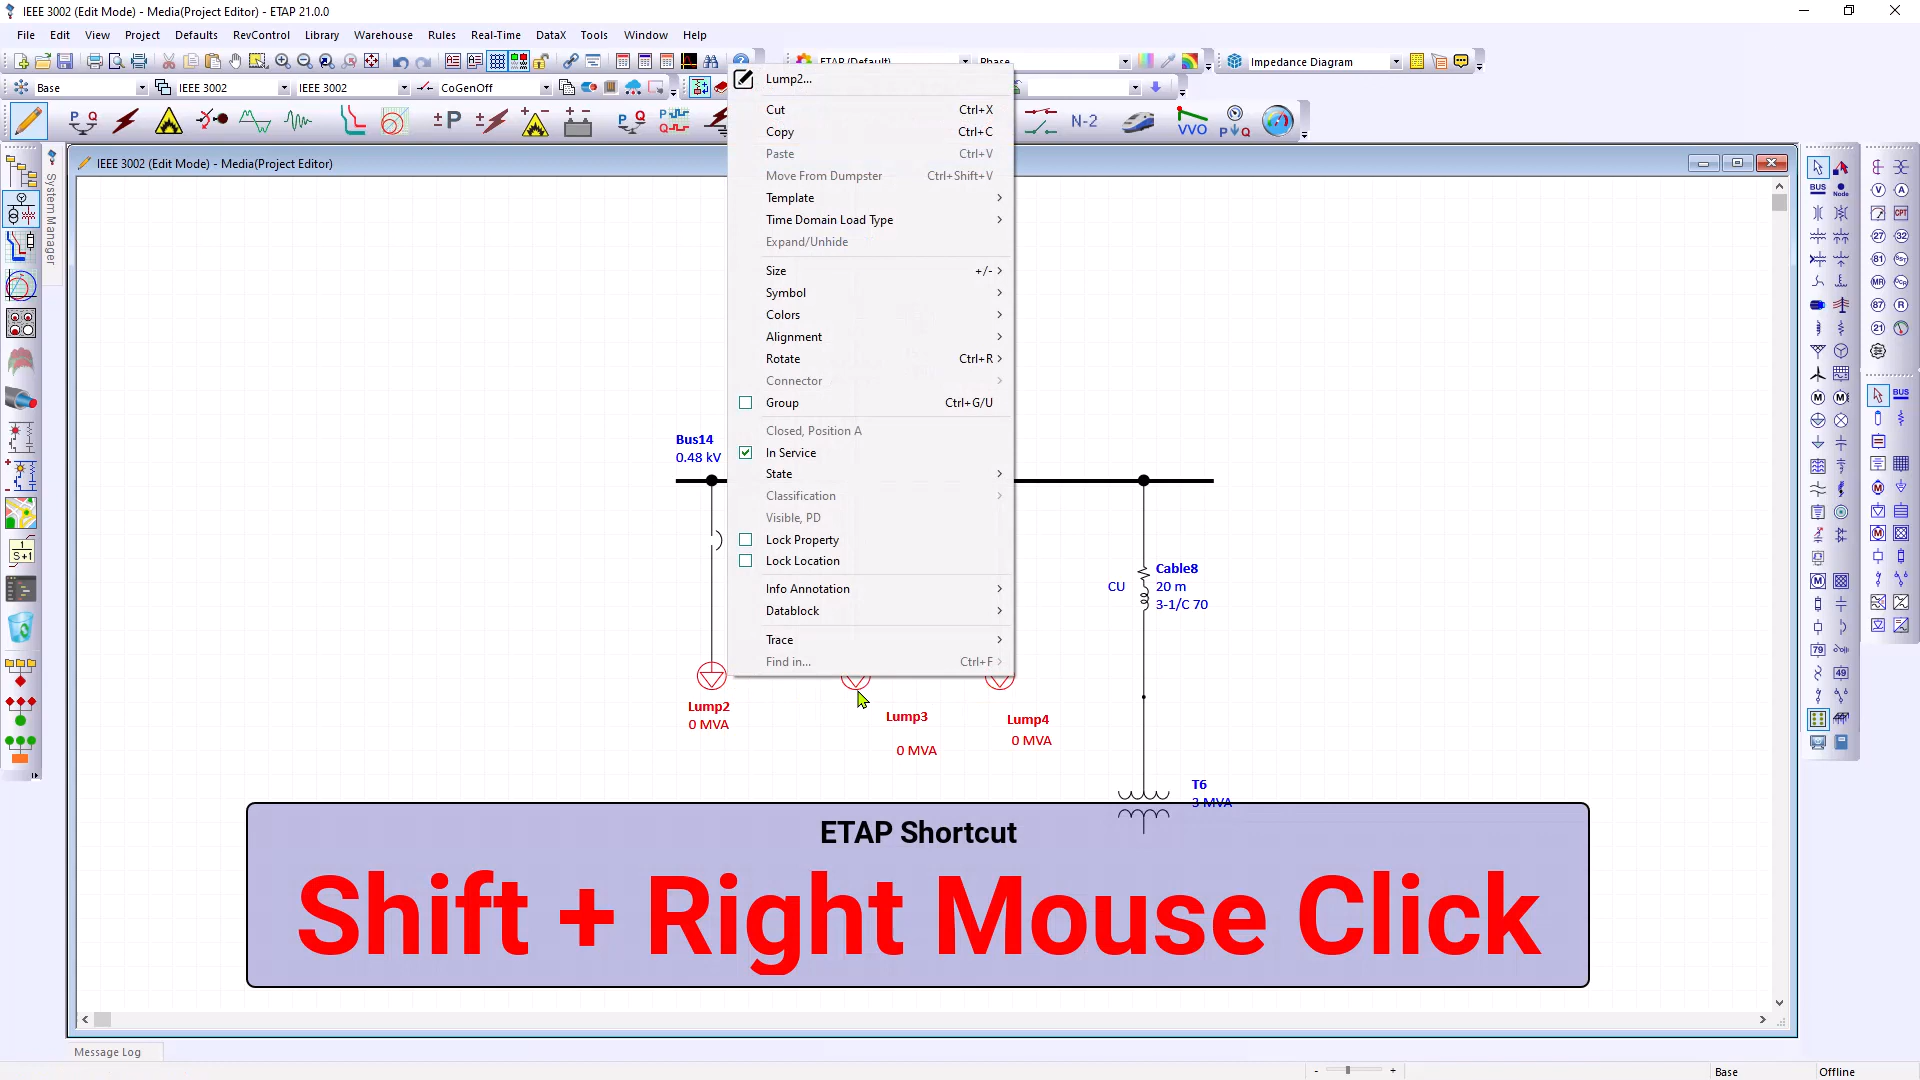 IEEE 3002 (Edit Mode) - Media(Project Editor) - ETAP 21.0.0
File Edit View Project Defaults RevControl Library Warehouse Rules Real-Time DataX Tools Window Help
ETAP (Default) Phase Impedance Diagram
Base IEEE 3002 IEEE 3002 CoGenOff
N-2 VVO
IEEE 3002 (Edit Mode) - Media(Project Editor)
System Manager
Lump2...
Cut Ctrl+X
Copy Ctrl+C
Paste Ctrl+V
Move From Dumpster Ctrl+Shift+V
Template
Time Domain Load Type
Expand/Unhide
Size +/-
Symbol
Colors
Alignment
Rotate Ctrl+R
Connector
Group Ctrl+G/U
Closed, Position A
In Service
State
Classification
Visible, PD
Lock Property
Lock Location
Info Annotation
Datablock
Trace
Find in... Ctrl+F
Bus14
0.48 kV
Cable8
CU 20 m
3-1/C 70
Lump2
0 MVA
Lump3
0 MVA
Lump4
0 MVA
T6
3 MVA
ETAP Shortcut
Shift + Right Mouse Click
Message Log
Base Offline